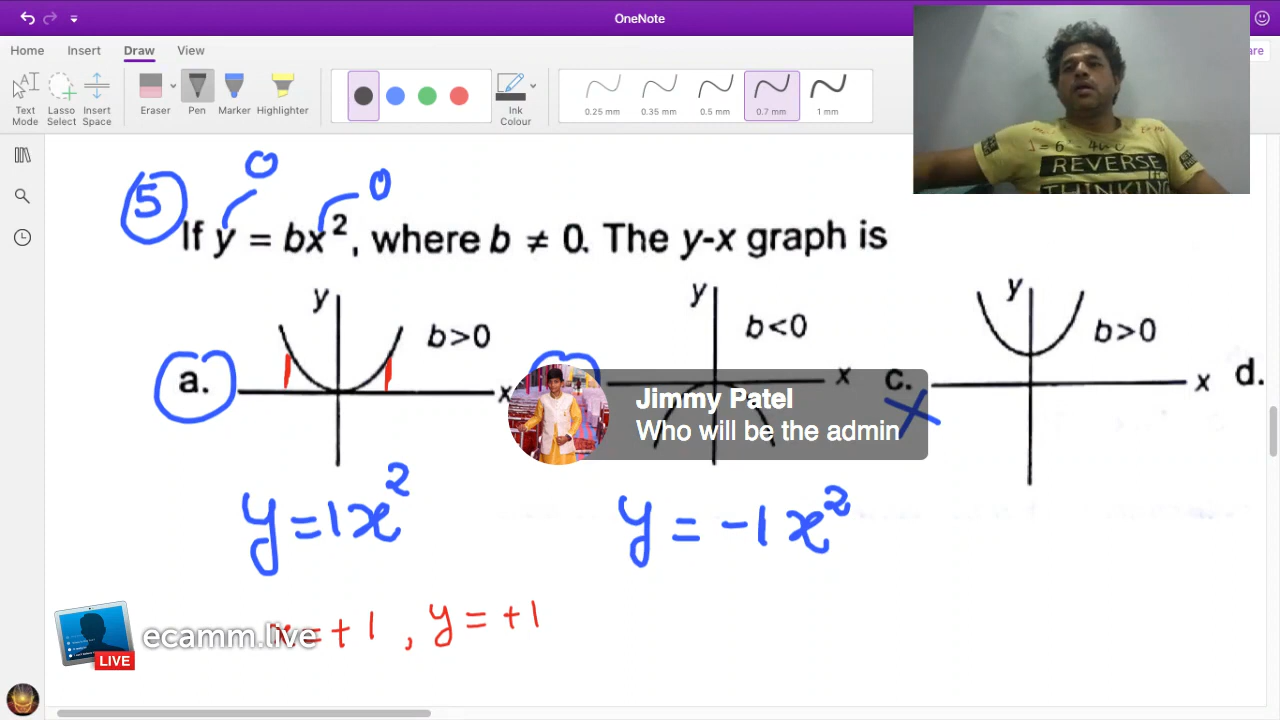 OneNote
Home Insert Draw View
Text Mode
Lasso Select
Insert Space
Eraser
Pen
Marker
Highlighter
Ink Colour
0.25 mm
0.35 mm
0.5 mm
0.7 mm
1 mm
REVERSE
THINKING
0
0
5
If y = bx², where b ≠ 0. The y-x graph is
a.
y
b>0
x
y
b<0
x
c.
y
b>0
x
d.
Jimmy Patel
Who will be the admin
y=1x²
y = -1x²
= +1 , y = +1
ecamm.live
LIVE